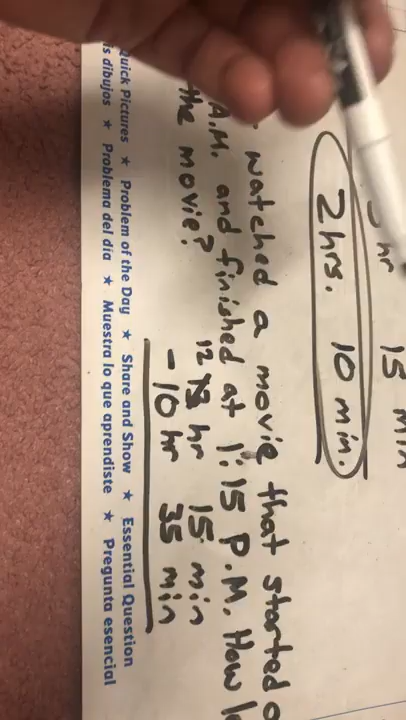 hr 15 min
2 hrs. 10 min.
watched a movie that started
A.M. and finished at 1:15 P.M. How
the movie?
12 13 hr 15 min
- 10 hr 35 min
Quick Pictures ★ Problem of the Day ★ Share and Show ★ Essential Question
dibujos ★ Problema del día ★ Muestra lo que aprendiste ★ Pregunta esencial